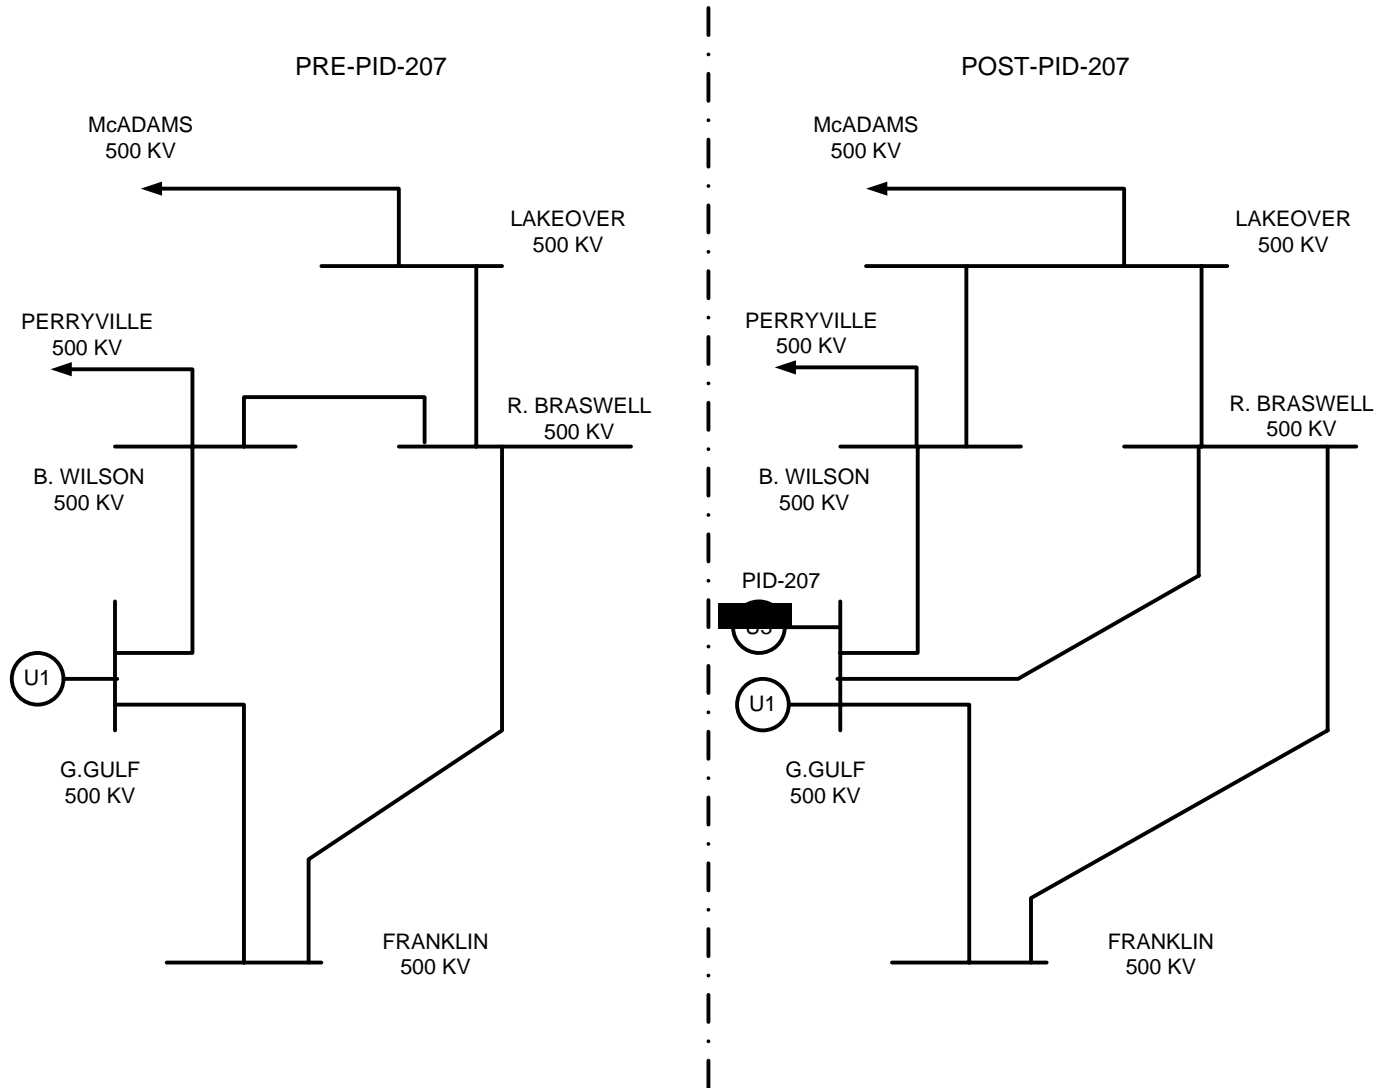 PRE-PID-207
McADAMS
500 KV
LAKEOVER
500 KV
PERRYVILLE
500 KV
R. BRASWELL
500 KV
B. WILSON
500 KV
U1
G.GULF
500 KV
FRANKLIN
500 KV
POST-PID-207
McADAMS
500 KV
LAKEOVER
500 KV
PERRYVILLE
500 KV
R. BRASWELL
500 KV
B. WILSON
500 KV
PID-207
U1
G.GULF
500 KV
FRANKLIN
500 KV